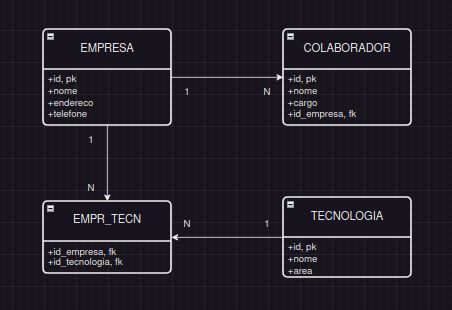 EMPRESA
+id, pk
+nome
+endereco
+telefone
1
N
COLABORADOR
+id, pk
+nome
+cargo
+id_empresa, fk
1
N
EMPR_TECN
+id_empresa, fk
+id_tecnologia, fk
N
1
TECNOLOGIA
+id, pk
+nome
+area